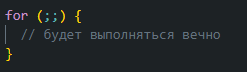 for (;;) {
  // будет выполняться вечно
}